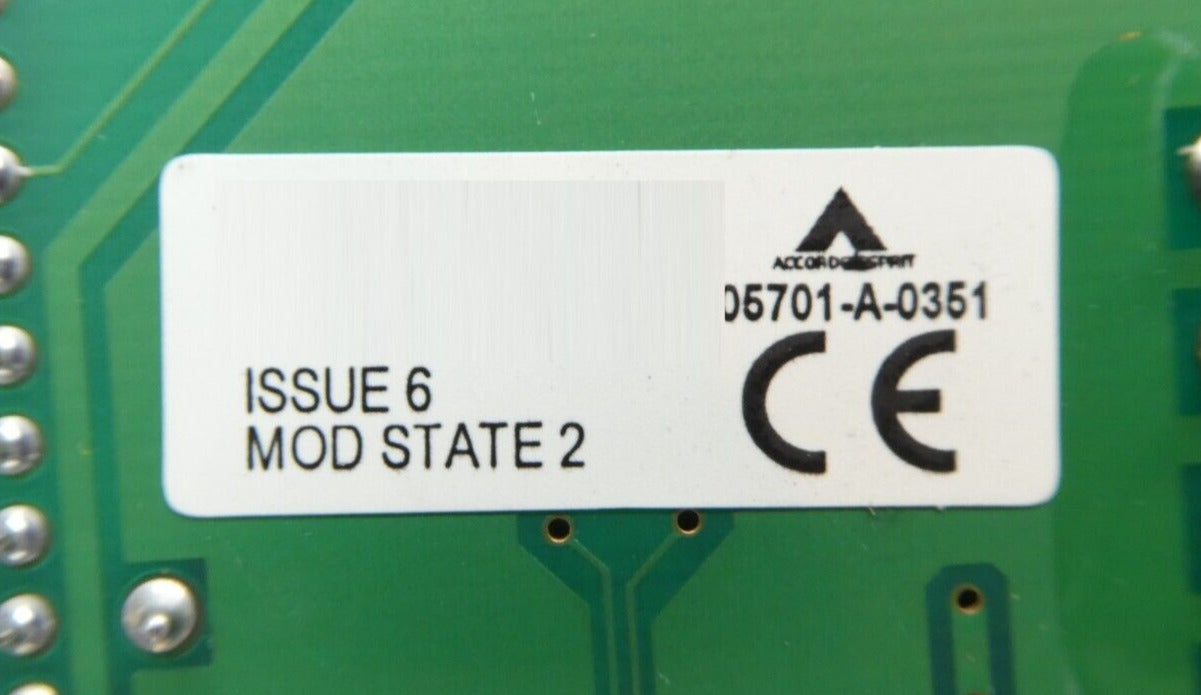 05701-A-0351
CE
ISSUE 6
MOD STATE 2